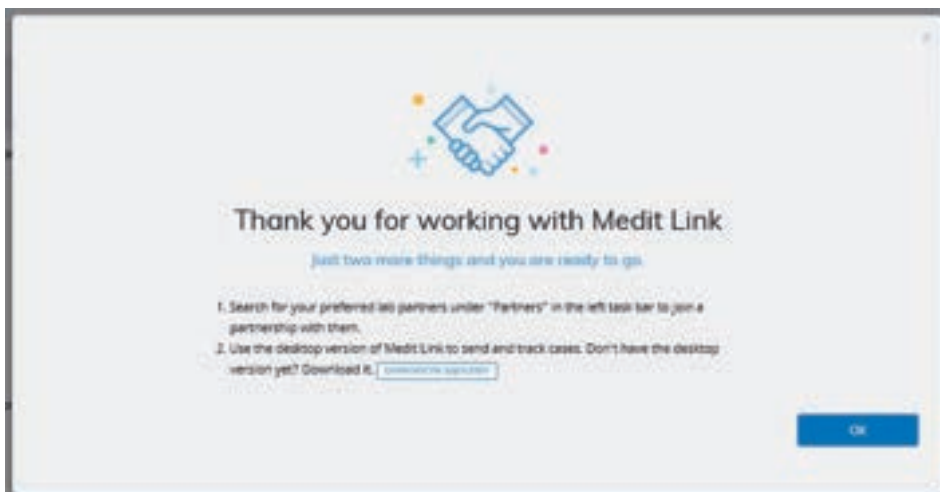 Thank you for working with Medit Link
Just two more things and you are ready to go.
1. Search for your preferred lab partners under "Partners" in the left task bar to join a
partnership with them.
2. Use the desktop version of Medit Link to send and track cases. Don't have the desktop
version yet? Download it.
OK